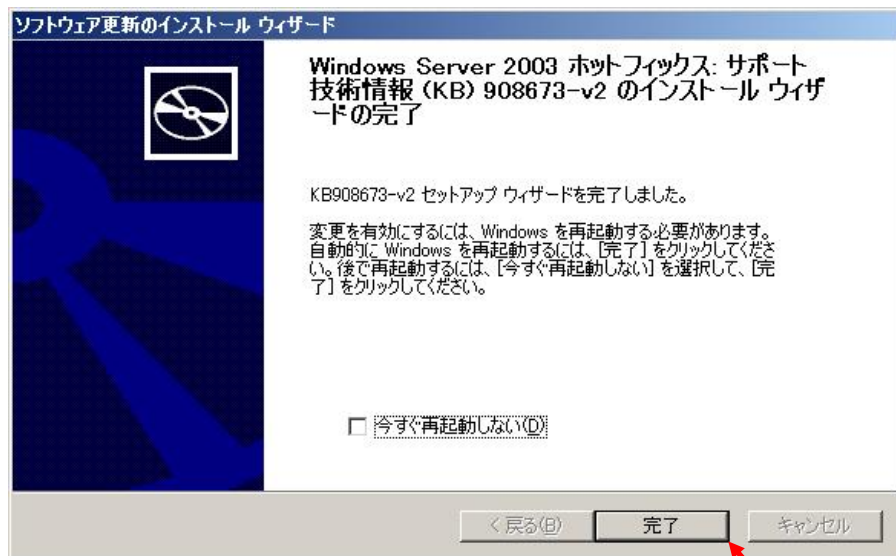 ソフトウェア更新のインストール ウィザード
Windows Server 2003 ホットフィックス: サポート
技術情報 (KB) 908673-v2 のインストール ウィザ
ードの完了
KB908673-v2 セットアップ ウィザードを完了しました。
変更を有効にするには、Windows を再起動する必要があります。
自動的に Windows を再起動するには、[完了] をクリックしてくださ
い。後で再起動するには、[今すぐ再起動しない] を選択して、[完
了] をクリックしてください。
今すぐ再起動しない(D)
< 戻る(B)
完了
キャンセル